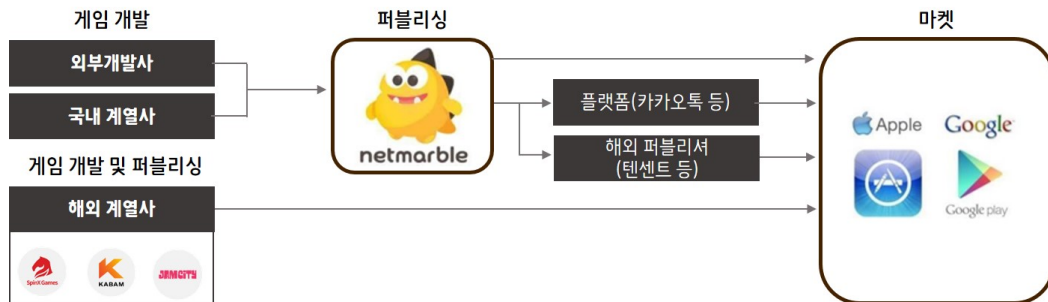 게임 개발
퍼블리싱
마켓
외부개발사
국내 계열사
netmarble
플랫폼(카카오톡 등)
해외 퍼블리셔
(텐센트 등)
Apple
Google
Google play
게임 개발 및 퍼블리싱
해외 계열사
SpinX Games
KABAM
JAMCITY